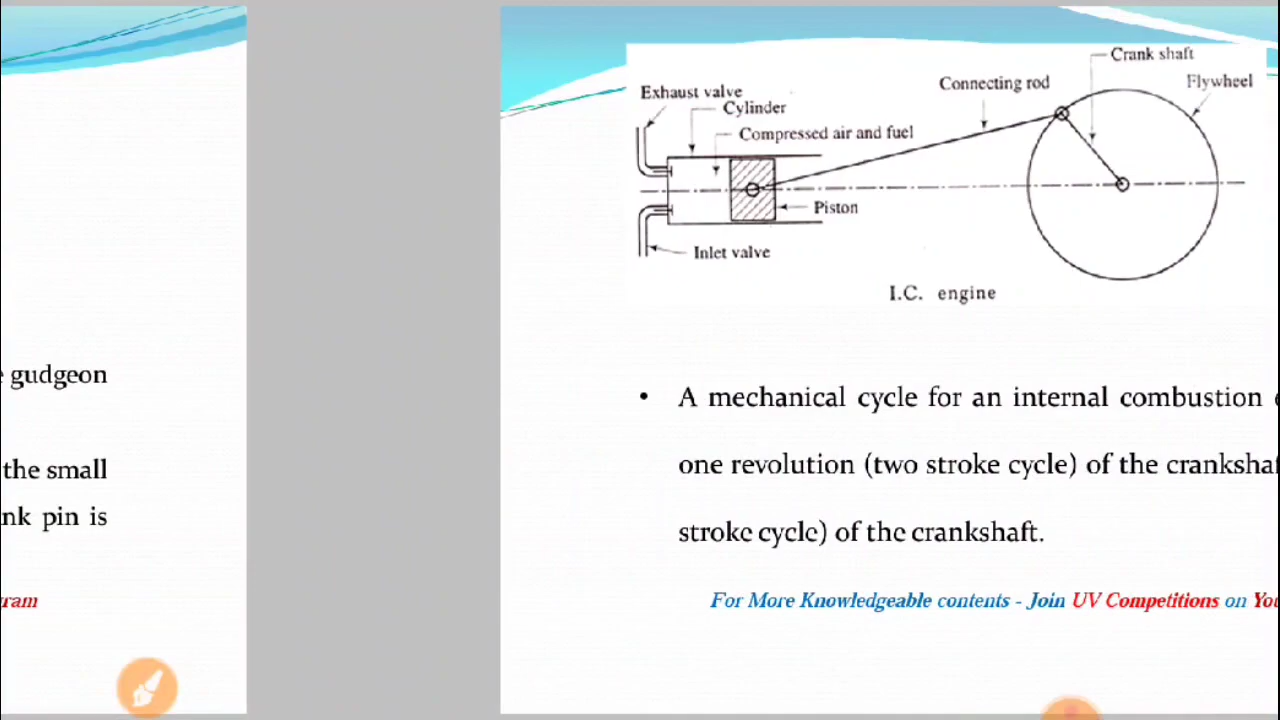 gudgeon
the small
nk pin is
ram
Crank shaft
Connecting rod
Flywheel
Exhaust valve
Cylinder
Compressed air and fuel
Piston
Inlet valve
I.C. engine
• A mechanical cycle for an internal combustion
one revolution (two stroke cycle) of the cranksha
stroke cycle) of the crankshaft.
For More Knowledgeable contents - Join UV Competitions on You